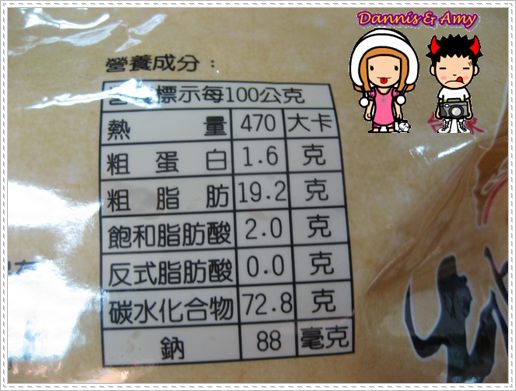 Dannis & Amy
營養成分：
營 標示每100公克
熱 量 470 大卡
粗 蛋 白 1.6 克
粗 脂 肪 19.2 克
飽和脂肪酸 2.0 克
反式脂肪酸 0.0 克
碳水化合物 72.8 克
鈉 88 毫克